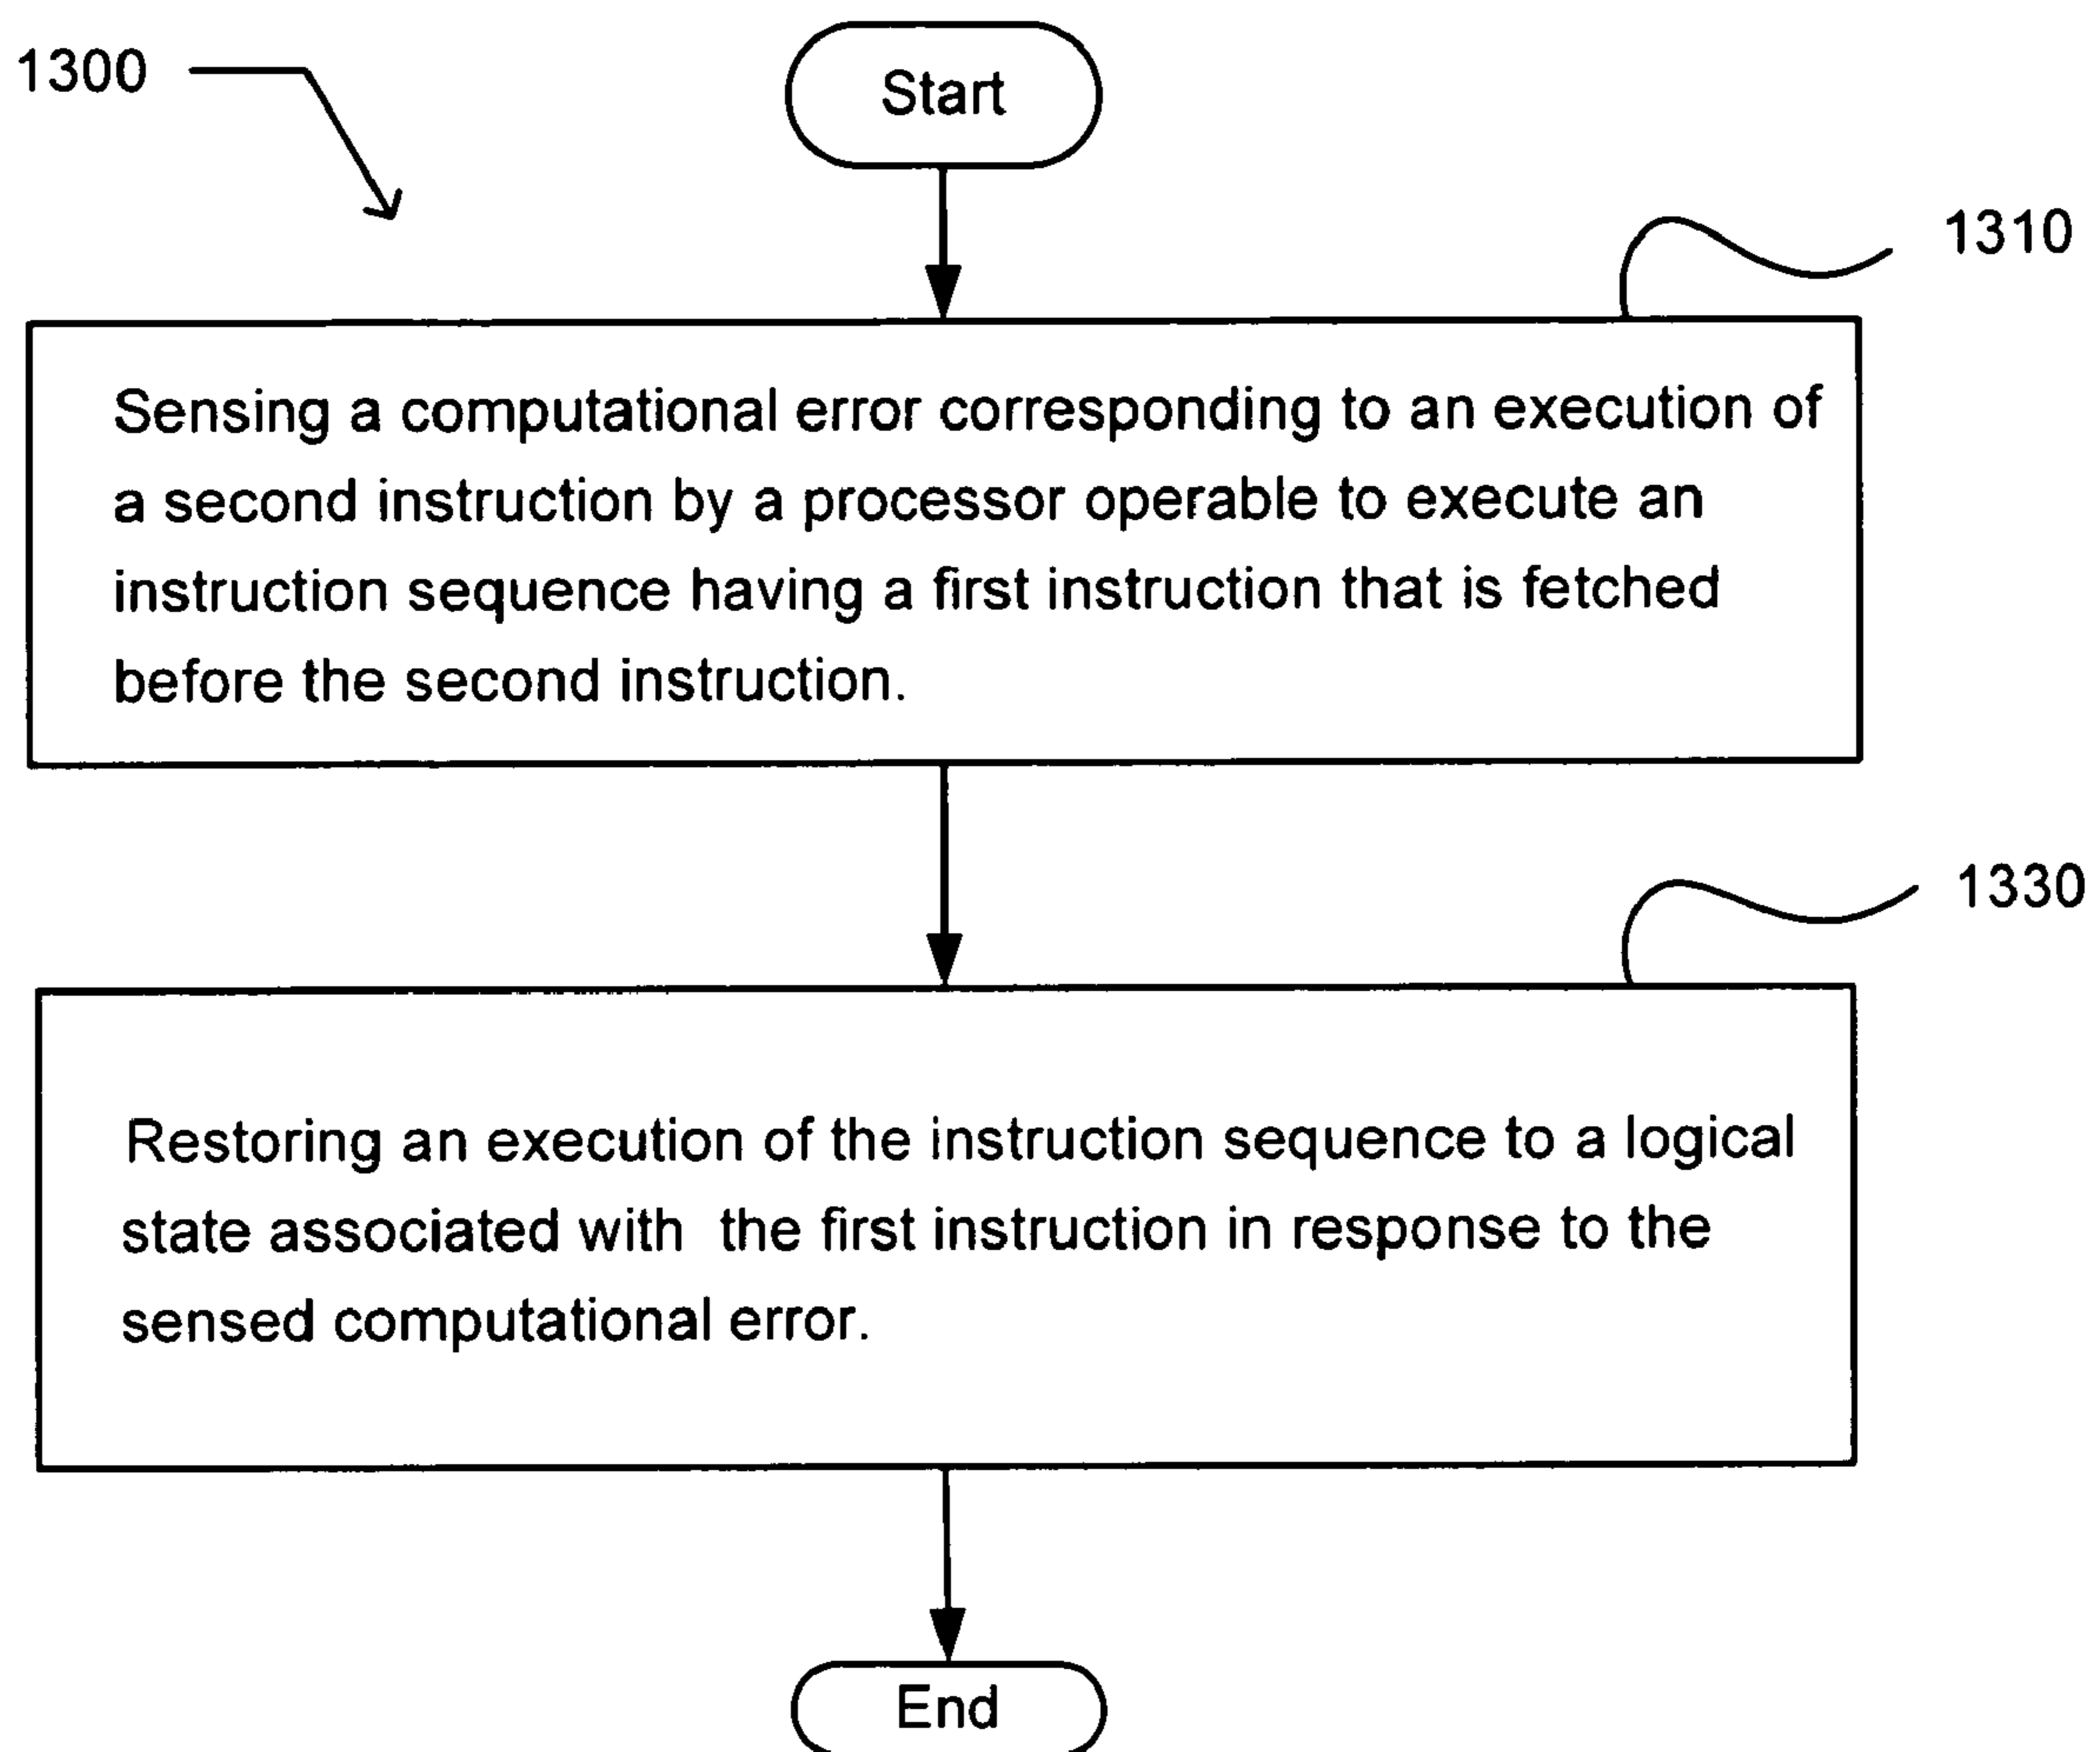 1300
Start
1310
Sensing a computational error corresponding to an execution of
a second instruction by a processor operable to execute an
instruction sequence having a first instruction that is fetched
before the second instruction.
1330
Restoring an execution of the instruction sequence to a logical
state associated with the first instruction in response to the
sensed computational error.
End